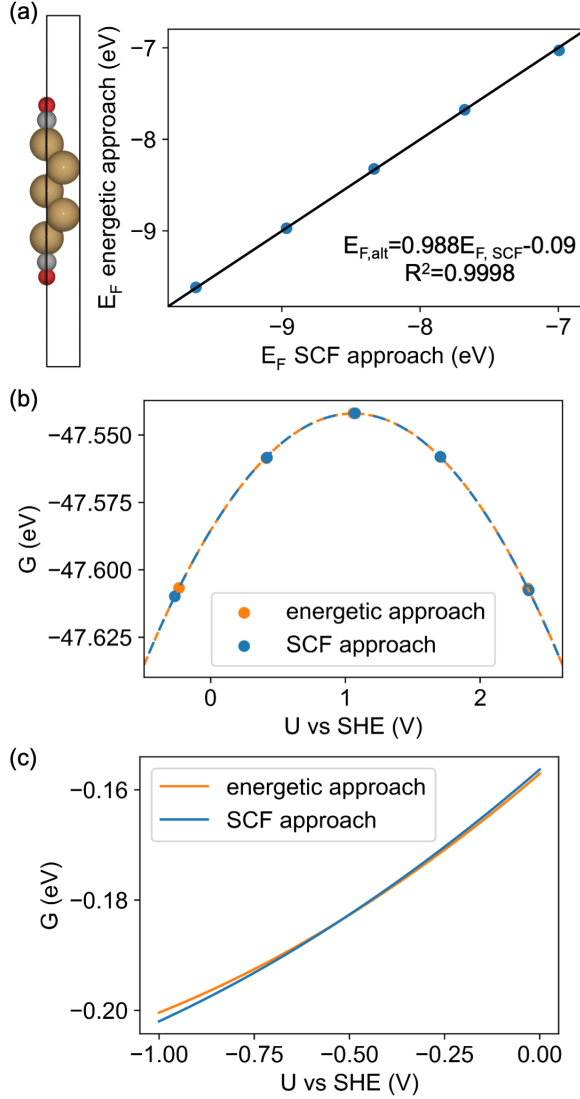 (a)
E_F energetic approach (eV)
−7
−8
−9
E_F,alt=0.988E_F, SCF-0.09
R²=0.9998
−9
−8
−7
E_F SCF approach (eV)
(b)
G (eV)
−47.550
−47.575
−47.600
−47.625
energetic approach
SCF approach
0
1
2
U vs SHE (V)
(c)
G (eV)
−0.16
−0.18
−0.20
energetic approach
SCF approach
−1.00
−0.75
−0.50
−0.25
0.00
U vs SHE (V)